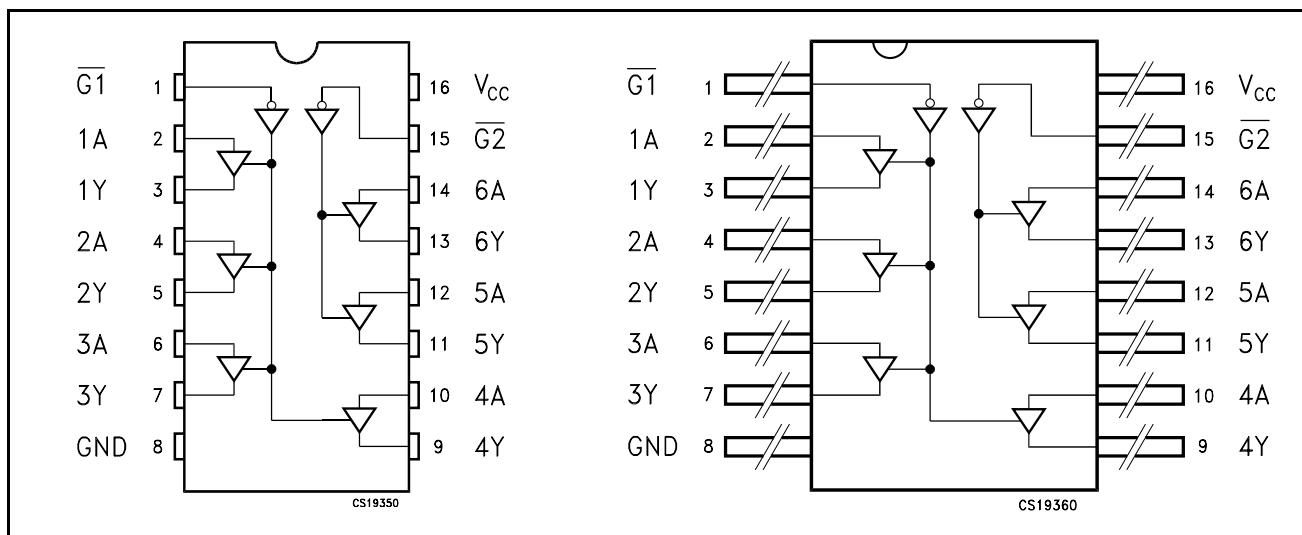 G1 1 16 VCC
1A 2 15 G2
1Y 3 14 6A
2A 4 13 6Y
2Y 5 12 5A
3A 6 11 5Y
3Y 7 10 4A
GND 8 9 4Y
CS19350
G1 1 16 VCC
1A 2 15 G2
1Y 3 14 6A
2A 4 13 6Y
2Y 5 12 5A
3A 6 11 5Y
3Y 7 10 4A
GND 8 9 4Y
CS19360